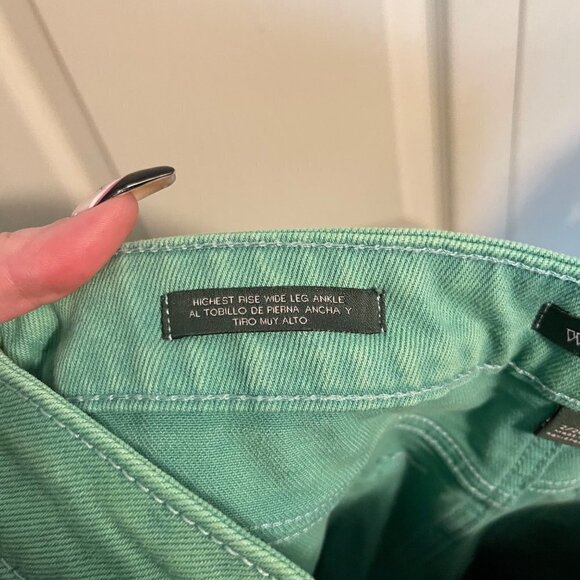 HIGHEST RISE WIDE LEG ANKLE
AL TOBILLO DE PIERNA ANCHA Y
TIRO MUY ALTO